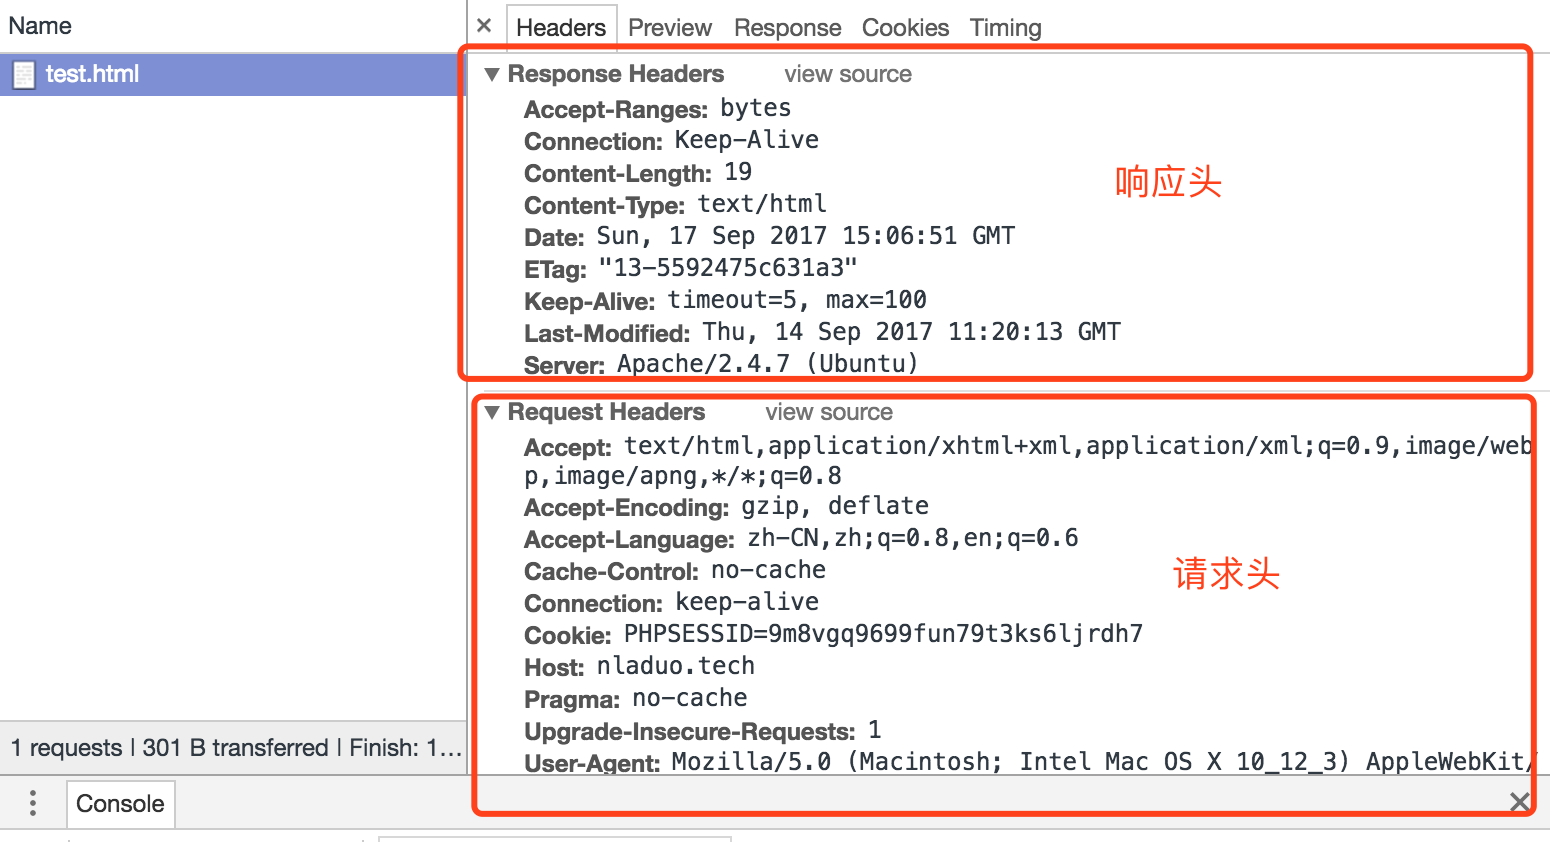 Name
Headers Preview Response Cookies Timing
test.html
Response Headers view source
Accept-Ranges: bytes
Connection: Keep-Alive
Content-Length: 19
响应头
Content-Type: text/html
Date: Sun, 17 Sep 2017 15:06:51 GMT
ETag: "13-5592475c631a3"
Keep-Alive: timeout=5, max=100
Last-Modified: Thu, 14 Sep 2017 11:20:13 GMT
Server: Apache/2.4.7 (Ubuntu)
Request Headers view source
Accept: text/html,application/xhtml+xml,application/xml;q=0.9,image/web
p,image/apng,*/*;q=0.8
Accept-Encoding: gzip, deflate
Accept-Language: zh-CN,zh;q=0.8,en;q=0.6
Cache-Control: no-cache
请求头
Connection: keep-alive
Cookie: PHPSESSID=9m8vgq9699fun79t3ks6ljrdh7
Host: nladuo.tech
Pragma: no-cache
Upgrade-Insecure-Requests: 1
User-Agent: Mozilla/5.0 (Macintosh; Intel Mac OS X 10_12_3) AppleWebKit/
1 requests | 301 B transferred | Finish: 1...
Console